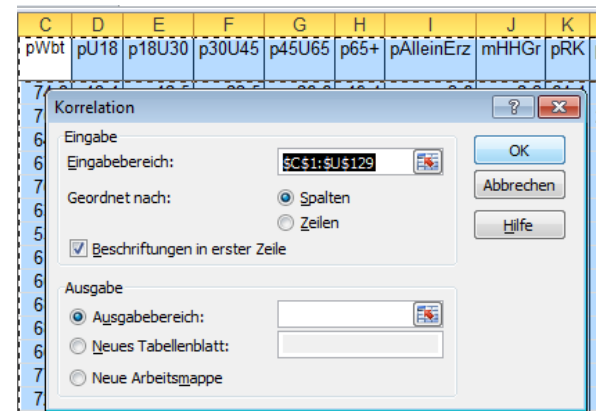 C D E F G H I J K
pWbt pU18 p18U30 p30U45 p45U65 p65+ pAlleinErz mHHGr pRK
Korrelation
Eingabe
Eingabebereich: $C$1:$U$129
Geordnet nach: Spalten
Zeilen
Beschriftungen in erster Zeile
Ausgabe
Ausgabebereich:
Neues Tabellenblatt:
Neue Arbeitsmappe
OK
Abbrechen
Hilfe